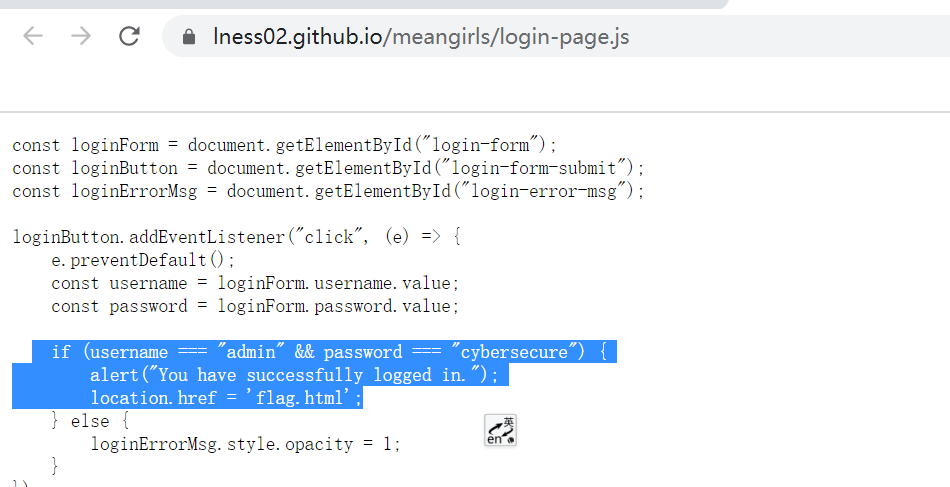 lness02.github.io/meangirls/login-page.js
const loginForm = document.getElementById("login-form");
const loginButton = document.getElementById("login-form-submit");
const loginErrorMsg = document.getElementById("login-error-msg");
loginButton.addEventListener("click", (e) => {
    e.preventDefault();
    const username = loginForm.username.value;
    const password = loginForm.password.value;
    if (username === "admin" && password === "cybersecure") {
        alert("You have successfully logged in.");
        location.href = 'flag.html';
    } else {
        loginErrorMsg.style.opacity = 1;
    }
})
英
en